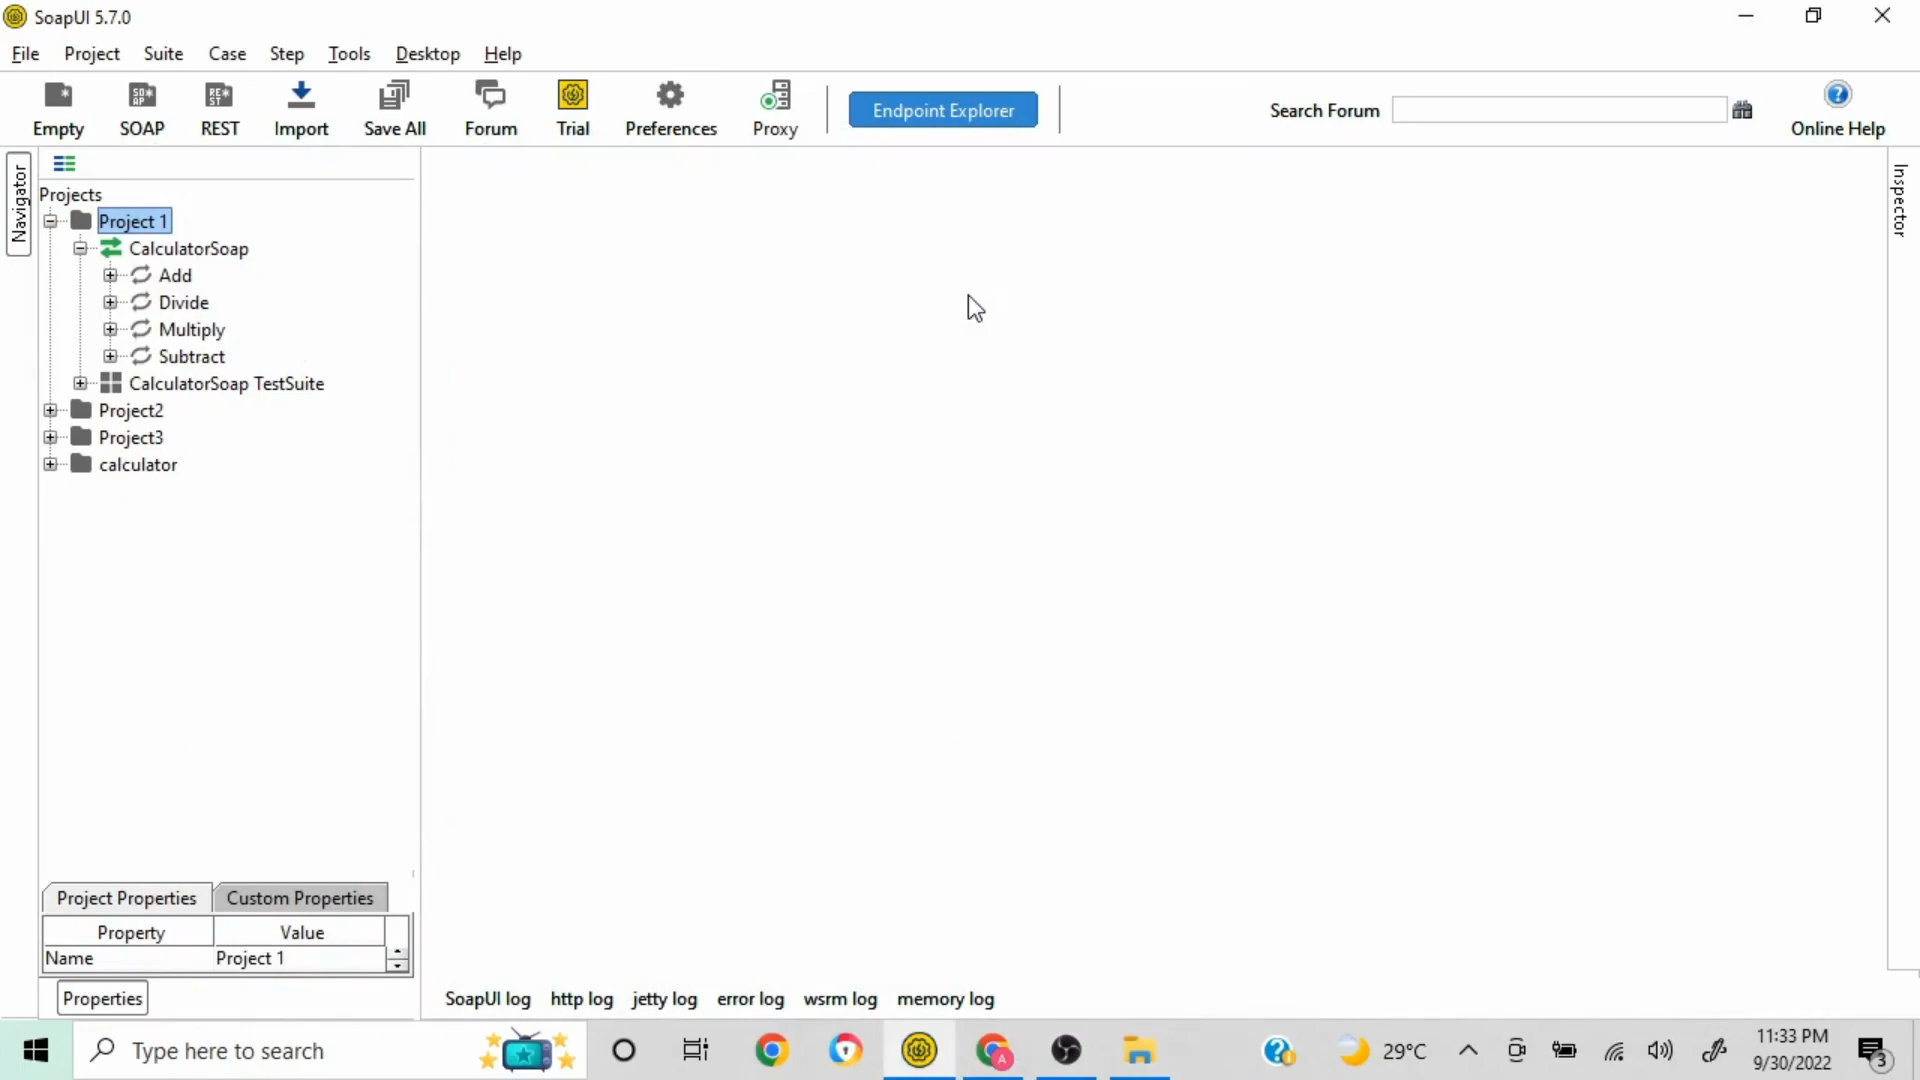 SoapUI 5.7.0
File Project Suite Case Step Tools Desktop Help
Empty SOAP REST Import Save All Forum Trial Preferences Proxy
Endpoint Explorer
Search Forum
Online Help
Navigator
Inspector
Projects
Project 1
CalculatorSoap
Add
Divide
Multiply
Subtract
CalculatorSoap TestSuite
Project2
Project3
calculator
Project Properties Custom Properties
Property Value
Name Project 1
Properties
SoapUI log http log jetty log error log wsrm log memory log
Type here to search
A
29°C
11:33 PM
9/30/2022
3